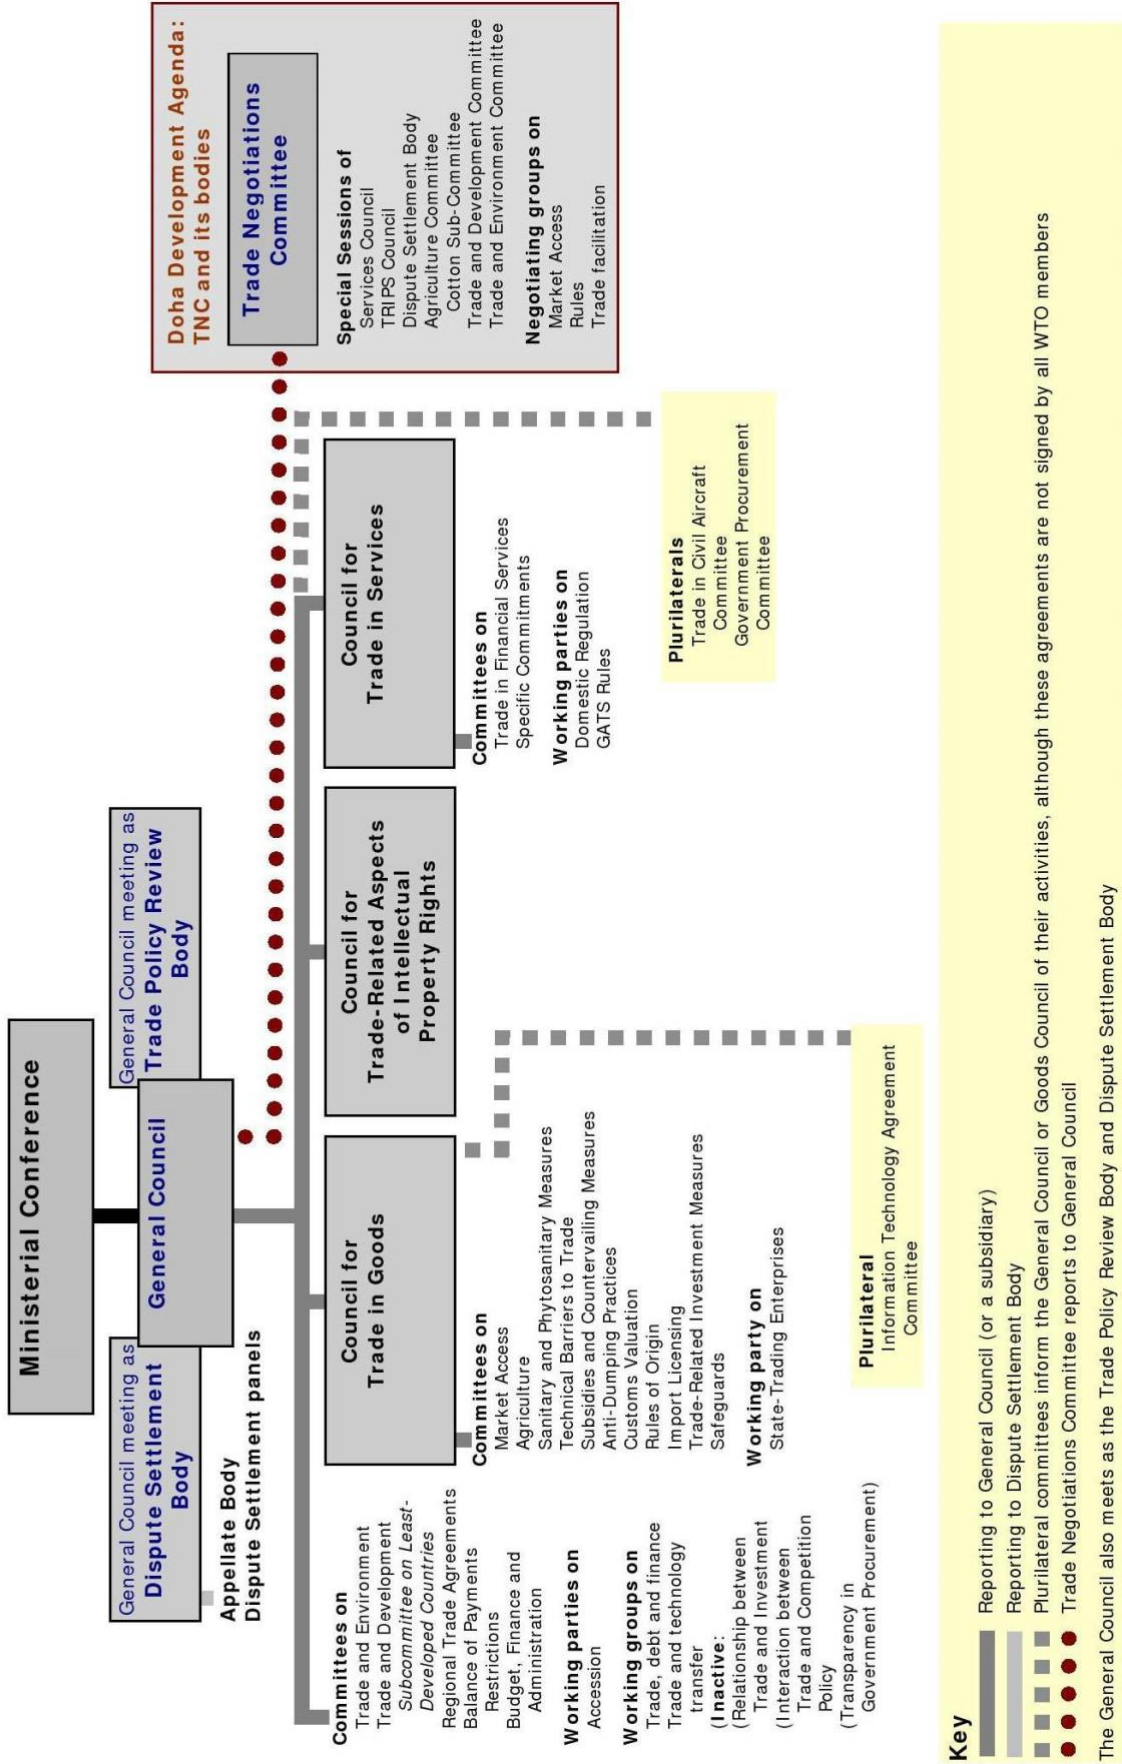 Ministerial Conference
General Council meeting as
Dispute Settlement
Body
General Council
General Council meeting as
Trade Policy Review
Body
Appellate Body
Dispute Settlement panels
Doha Development Agenda:
TNC and its bodies
Trade Negotiations
Committee
Special Sessions of
Services Council
TRIPS Council
Dispute Settlement Body
Agriculture Committee
Cotton Sub-Committee
Trade and Development Committee
Trade and Environment Committee
Negotiating groups on
Market Access
Rules
Trade facilitation
Committees on
Trade and Environment
Trade and Development
Subcommittee on Least-
Developed Countries
Regional Trade Agreements
Balance of Payments
Restrictions
Budget, Finance and
Administration
Working parties on
Accession
Working groups on
Trade, debt and finance
Trade and technology
transfer
(Inactive:
(Relationship between
Trade and Investment
(Interaction between
Trade and Competition
Policy
(Transparency in
Government Procurement)
Council for
Trade in Goods
Committees on
Market Access
Agriculture
Sanitary and Phytosanitary Measures
Technical Barriers to Trade
Subsidies and Countervailing Measures
Anti-Dumping Practices
Customs Valuation
Rules of Origin
Import Licensing
Trade-Related Investment Measures
Safeguards
Working party on
State-Trading Enterprises
Plurilateral
Information Technology Agreement
Committee
Council for
Trade-Related Aspects
of Intellectual
Property Rights
Council for
Trade in Services
Committees on
Trade in Financial Services
Specific Commitments
Working parties on
Domestic Regulation
GATS Rules
Plurilaterals
Trade in Civil Aircraft
Committee
Government Procurement
Committee
Key
Reporting to General Council (or a subsidiary)
Reporting to Dispute Settlement Body
Plurilateral committees inform the General Council or Goods Council of their activities, although these agreements are not signed by all WTO members
Trade Negotiations Committee reports to General Council
The General Council also meets as the Trade Policy Review Body and Dispute Settlement Body